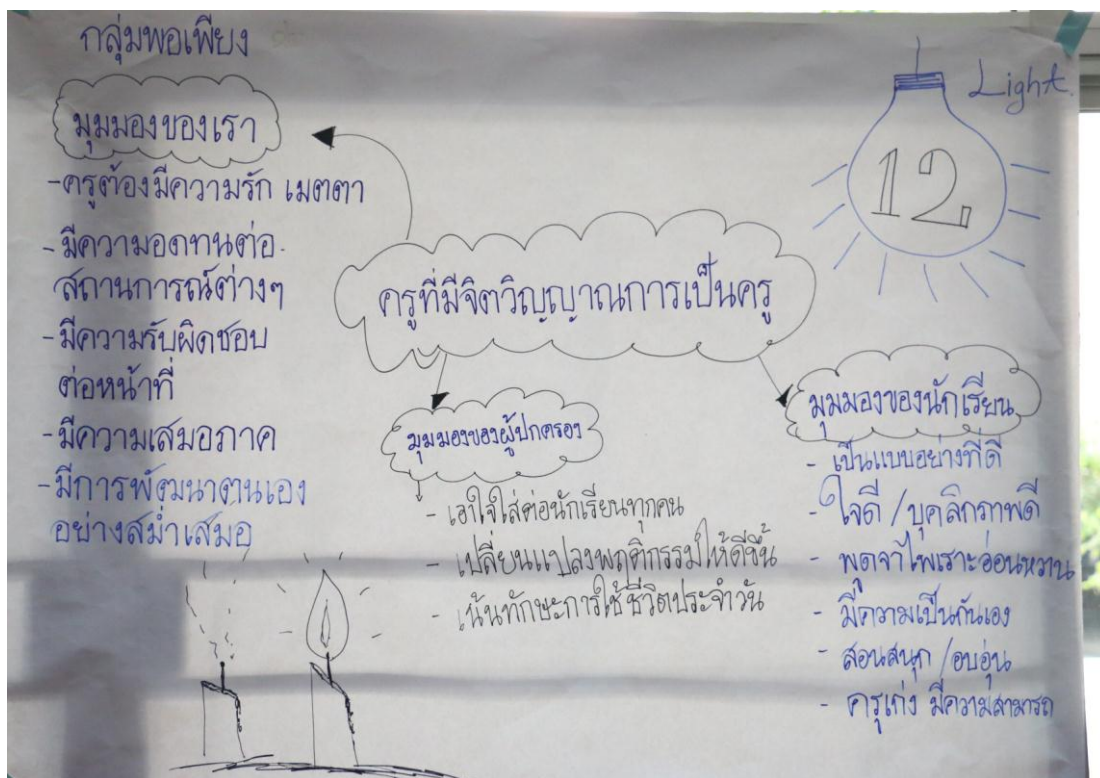 กลุ่มพอเพียง
Light.
12
มุมมองของเรา
-ครูต้องมีความรัก เมตตา
-มีความอดทนต่อ.
สถานการณ์ต่างๆ
-มีความรับผิดชอบ
ต่อหน้าที่
-มีความเสมอภาค
-มีการพัฒนาตนเอง
อย่างสม่ำเสมอ
ครูที่มีจิตวิญญาณการเป็นครู
มุมมองของผู้ปกครอง
- เอาใจใส่ต่อนักเรียนทุกคน
- เปลี่ยนแปลงพฤติกรรมให้ดีขึ้น
- เน้นทักษะการใช้ชีวิตประจำวัน
มุมมองของนักเรียน
- เป็นแบบอย่างที่ดี
- ใจดี /บุคลิกภาพดี
- พูดจาไพเราะอ่อนหวาน
- มีความเป็นกันเอง
- สอนสนุก /อบอุ่น
- ครูเก่ง มีความสามารถ